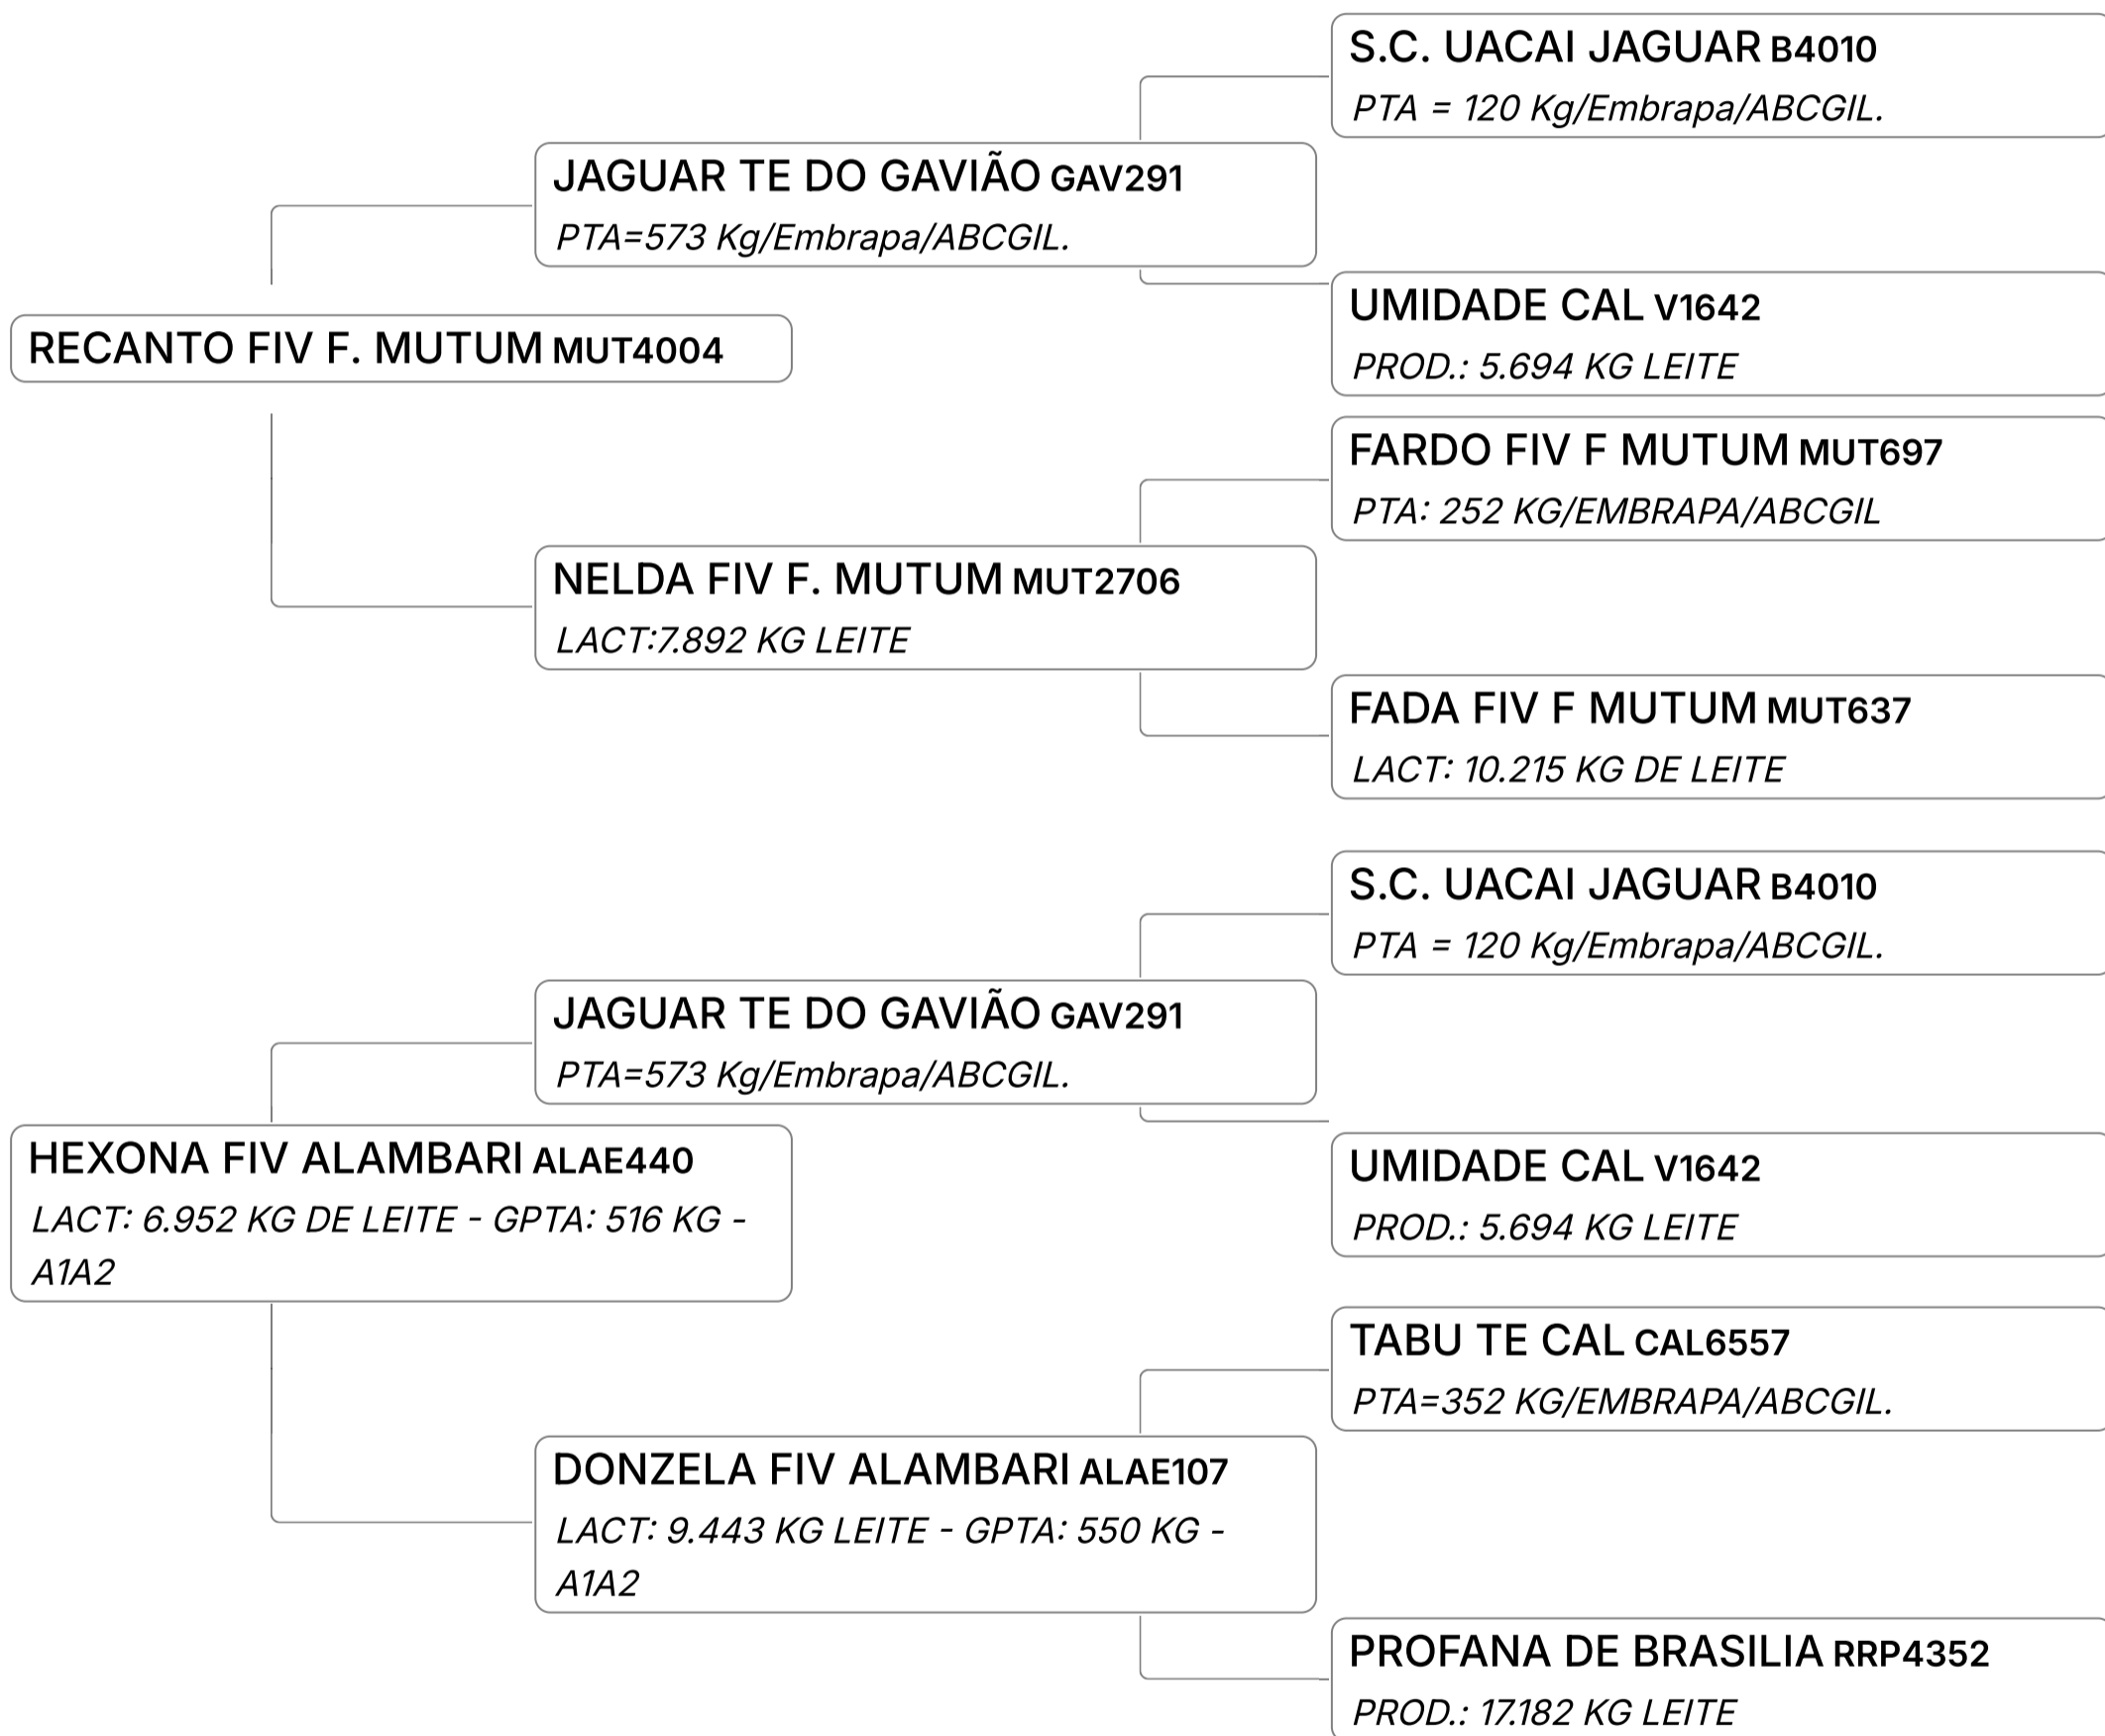 S.C. UACAI JAGUAR B4010
PTA = 120 Kg/Embrapa/ABCGIL.
JAGUAR TE DO GAVIÃO GAV291
PTA=573 Kg/Embrapa/ABCGIL.
UMIDADE CAL V1642
PROD.: 5.694 KG LEITE
RECANTO FIV F. MUTUM MUT4004
FARDO FIV F MUTUM MUT697
PTA: 252 KG/EMBRAPA/ABCGIL
NELDA FIV F. MUTUM MUT2706
LACT:7.892 KG LEITE
FADA FIV F MUTUM MUT637
LACT: 10.215 KG DE LEITE
S.C. UACAI JAGUAR B4010
PTA = 120 Kg/Embrapa/ABCGIL.
JAGUAR TE DO GAVIÃO GAV291
PTA=573 Kg/Embrapa/ABCGIL.
UMIDADE CAL V1642
PROD.: 5.694 KG LEITE
HEXONA FIV ALAMBARI ALAE440
LACT: 6.952 KG DE LEITE - GPTA: 516 KG -
A1A2
TABU TE CAL CAL6557
PTA=352 KG/EMBRAPA/ABCGIL.
DONZELA FIV ALAMBARI ALAE107
LACT: 9.443 KG LEITE - GPTA: 550 KG -
A1A2
PROFANA DE BRASILIA RRP4352
PROD.: 17.182 KG LEITE